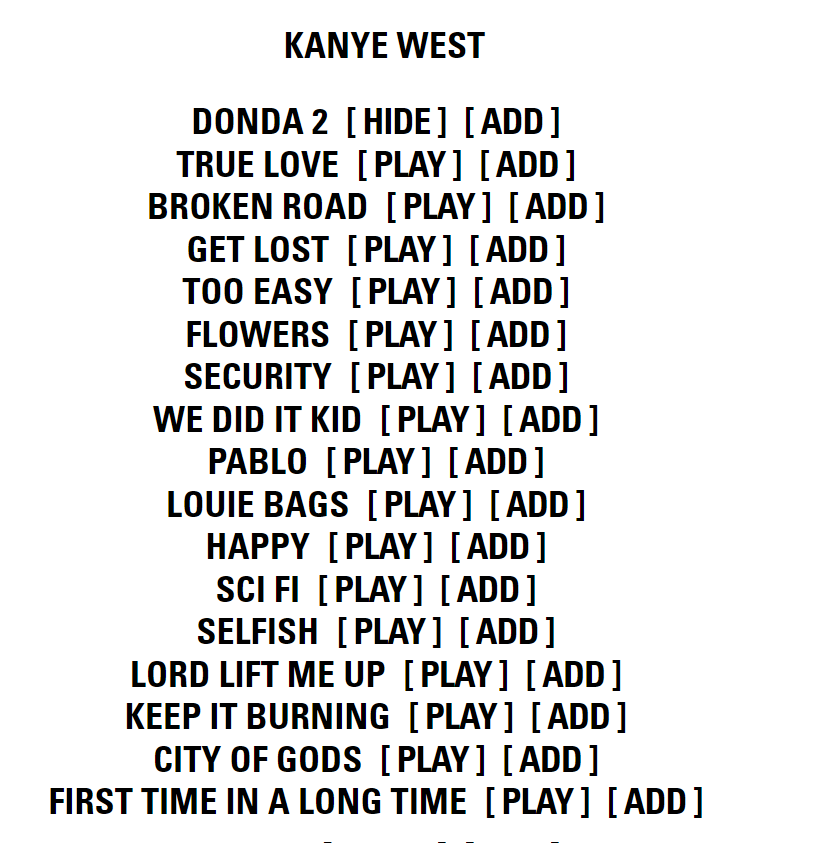 KANYE WEST
DONDA 2 [ HIDE ] [ ADD ]
TRUE LOVE [ PLAY ] [ ADD ]
BROKEN ROAD [ PLAY ] [ ADD ]
GET LOST [ PLAY ] [ ADD ]
TOO EASY [ PLAY ] [ ADD ]
FLOWERS [ PLAY ] [ ADD ]
SECURITY [ PLAY ] [ ADD ]
WE DID IT KID [ PLAY ] [ ADD ]
PABLO [ PLAY ] [ ADD ]
LOUIE BAGS [ PLAY ] [ ADD ]
HAPPY [ PLAY ] [ ADD ]
SCI FI [ PLAY ] [ ADD ]
SELFISH [ PLAY ] [ ADD ]
LORD LIFT ME UP [ PLAY ] [ ADD ]
KEEP IT BURNING [ PLAY ] [ ADD ]
CITY OF GODS [ PLAY ] [ ADD ]
FIRST TIME IN A LONG TIME [ PLAY ] [ ADD ]